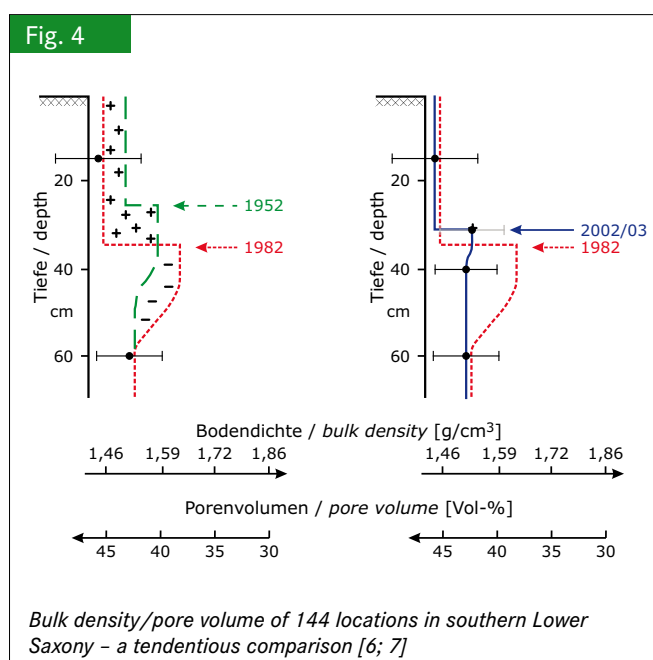 Fig. 4
Tiefe / depth
cm
20
40
60
1952
1982
Tiefe / depth
cm
20
40
60
2002/03
1982
Bodendichte / bulk density [g/cm³]
1,46 1,59 1,72 1,86
1,46 1,59 1,72 1,86
Porenvolumen / pore volume [Vol-%]
45 40 35 30
45 40 35 30
Bulk density/pore volume of 144 locations in southern Lower
Saxony – a tendentious comparison [6; 7]